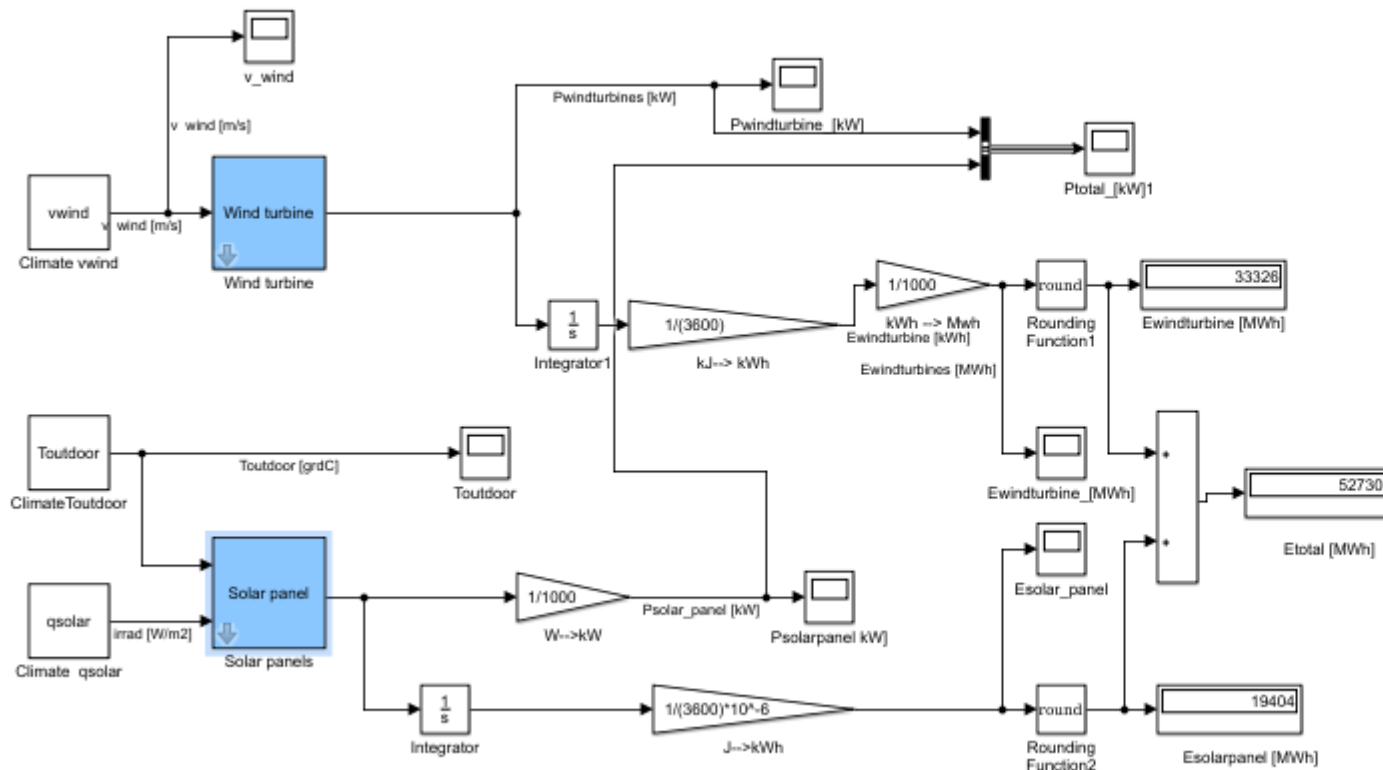 v_wind
v wind [m/s]
vwind
v wind [m/s]
Climate vwind
Wind turbine
Wind turbine
Pwindturbines [kW]
Pwindturbine_[kW]
Ptotal_[kW]1
1
s
Integrator1
1/(3600)
kJ--> kWh
1/1000
kWh --> Mwh
Ewindturbine [kWh]
Ewindturbines [MWh]
round
Rounding
Function1
33326
Ewindturbine [MWh]
Toutdoor
ClimateToutdoor
Toutdoor [grdC]
Toutdoor
Ewindturbine_[MWh]
+
+
52730
Etotal [MWh]
Esolar_panel
qsolar
irrad [W/m2]
Climate qsolar
Solar panel
Solar panels
1/1000
W-->kW
Psolar_panel [kW]
Psolarpanel kW]
1
s
Integrator
1/(3600)*10^-6
J-->kWh
round
Rounding
Function2
19404
Esolarpanel [MWh]